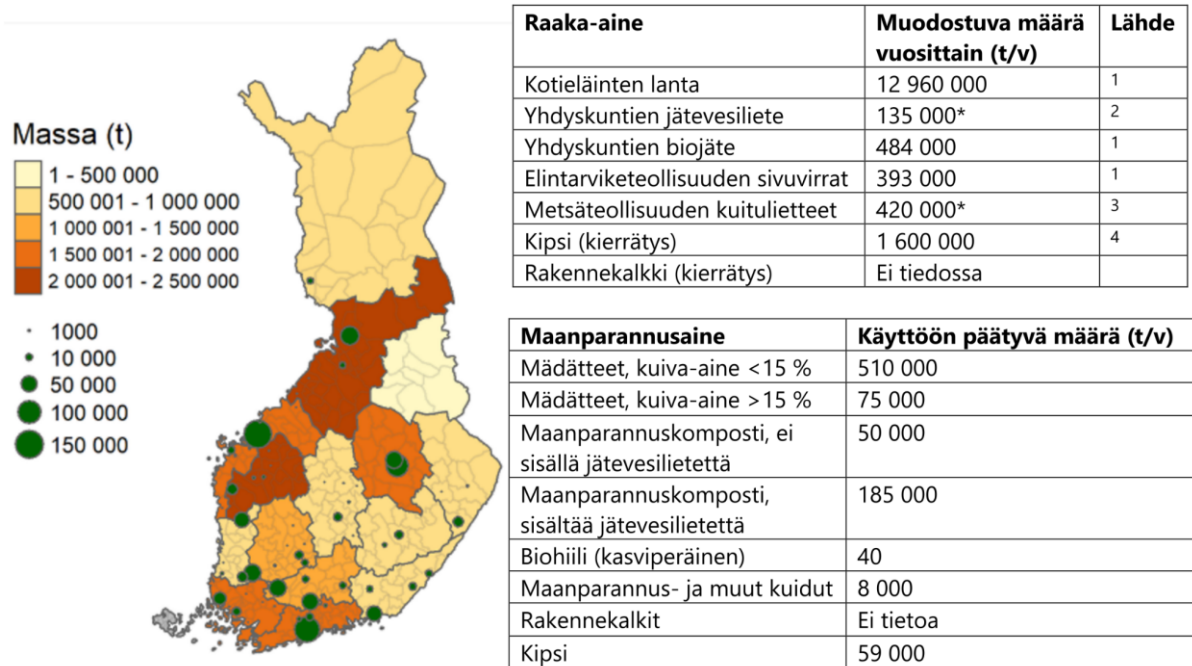 Massa (t)
1 - 500 000
500 001 - 1 000 000
1 000 001 - 1 500 000
1 500 001 - 2 000 000
2 000 001 - 2 500 000
1000
10 000
50 000
100 000
150 000
Raaka-aine Muodostuva määrä Lähde
vuosittain (t/v)
Kotieläinten lanta 12 960 000 1
Yhdyskuntien jätevesiliete 135 000* 2
Yhdyskuntien biojäte 484 000 1
Elintarviketeollisuuden sivuvirrat 393 000 1
Metsäteollisuuden kuitulietteet 420 000* 3
Kipsi (kierrätys) 1 600 000 4
Rakennekalkki (kierrätys) Ei tiedossa
Maanparannusaine Käyttöön päätyvä määrä (t/v)
Mädätteet, kuiva-aine <15 % 510 000
Mädätteet, kuiva-aine >15 % 75 000
Maanparannuskomposti, ei 50 000
sisällä jätevesilietettä
Maanparannuskomposti, 185 000
sisältää jätevesilietettä
Biohiili (kasviperäinen) 40
Maanparannus- ja muut kuidut 8 000
Rakennekalkit Ei tietoa
Kipsi 59 000